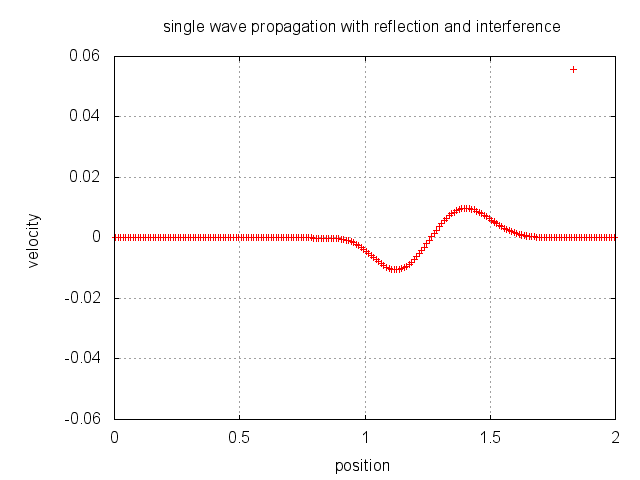 single wave propagation with reflection and interference
0.06
0.04
0.02
0
-0.02
-0.04
-0.06
velocity
0 0.5 1 1.5 2
position